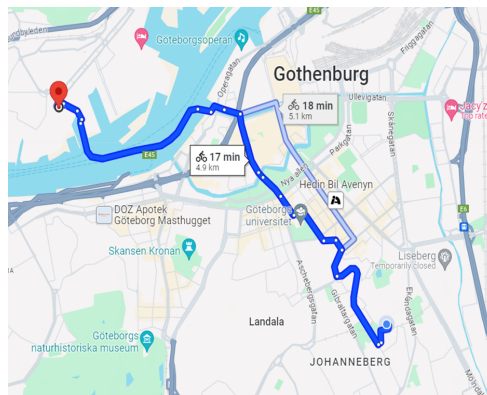 E45
Göteborgsoperan
Operagatan
Gothenburg
Friggagatan
18 min
5.1 km
Ullevigatan
Skånegatan
Parkgatan
E45
17 min
4.9 km
Nya allén
Hedin Bil Avenyn
E6
DOZ Apotek
Göteborg Masthugget
Göteborgs
universitet
Skansen Kronan
Liseberg
Temporarily closed
Aschebergsgatan
Gibraltargatan
Eklandagatan
Landala
Göteborgs
naturhistoriska museum
JOHANNEBERG